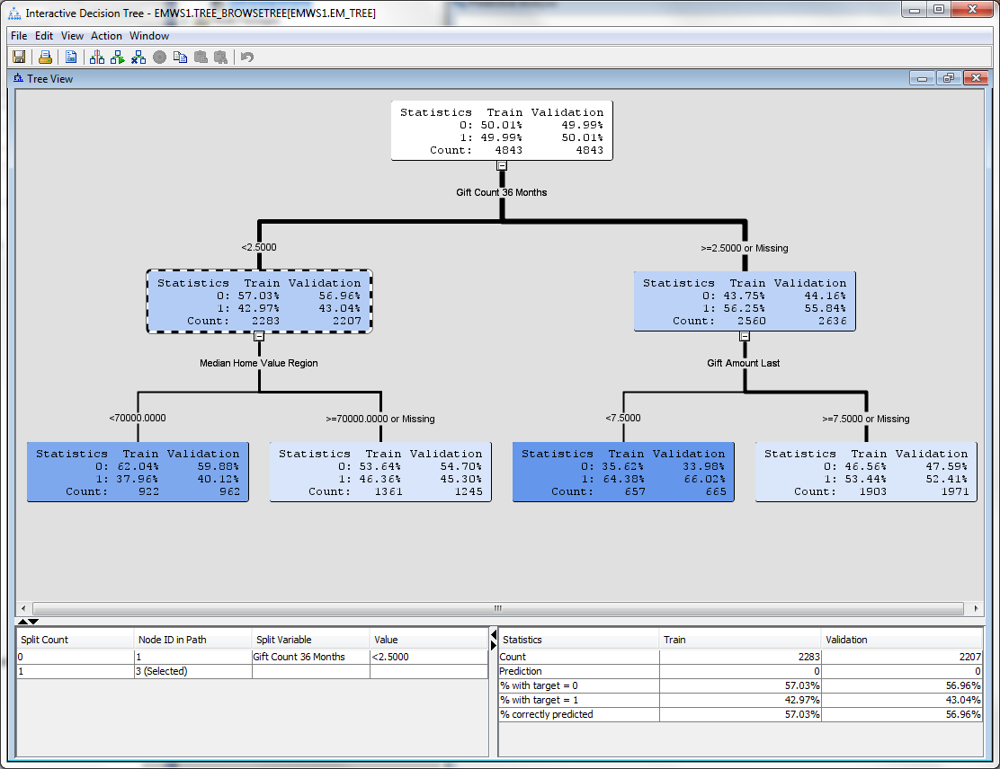 Interactive Decision Tree - EMWS1.TREE_BROWSETREE[EMWS1.EM_TREE]
File Edit View Action Window
Tree View
Statistics Train Validation
0: 50.01% 49.99%
1: 49.99% 50.01%
Count: 4843 4843
Gift Count 36 Months
<2.5000
>=2.5000 or Missing
Statistics Train Validation
0: 57.03% 56.96%
1: 42.97% 43.04%
Count: 2283 2207
Statistics Train Validation
0: 43.75% 44.16%
1: 56.25% 55.84%
Count: 2560 2636
Median Home Value Region
Gift Amount Last
<70000.0000
>=70000.0000 or Missing
<7.5000
>=7.5000 or Missing
Statistics Train Validation
0: 62.04% 59.88%
1: 37.96% 40.12%
Count: 922 962
Statistics Train Validation
0: 53.64% 54.70%
1: 46.36% 45.30%
Count: 1361 1245
Statistics Train Validation
0: 35.62% 33.98%
1: 64.38% 66.02%
Count: 657 665
Statistics Train Validation
0: 46.56% 47.59%
1: 53.44% 52.41%
Count: 1903 1971
Split Count Node ID in Path Split Variable Value
0 1 Gift Count 36 Months <2.5000
1 3 (Selected)
Statistics Train Validation
Count 2283 2207
Prediction 0 0
% with target = 0 57.03% 56.96%
% with target = 1 42.97% 43.04%
% correctly predicted 57.03% 56.96%